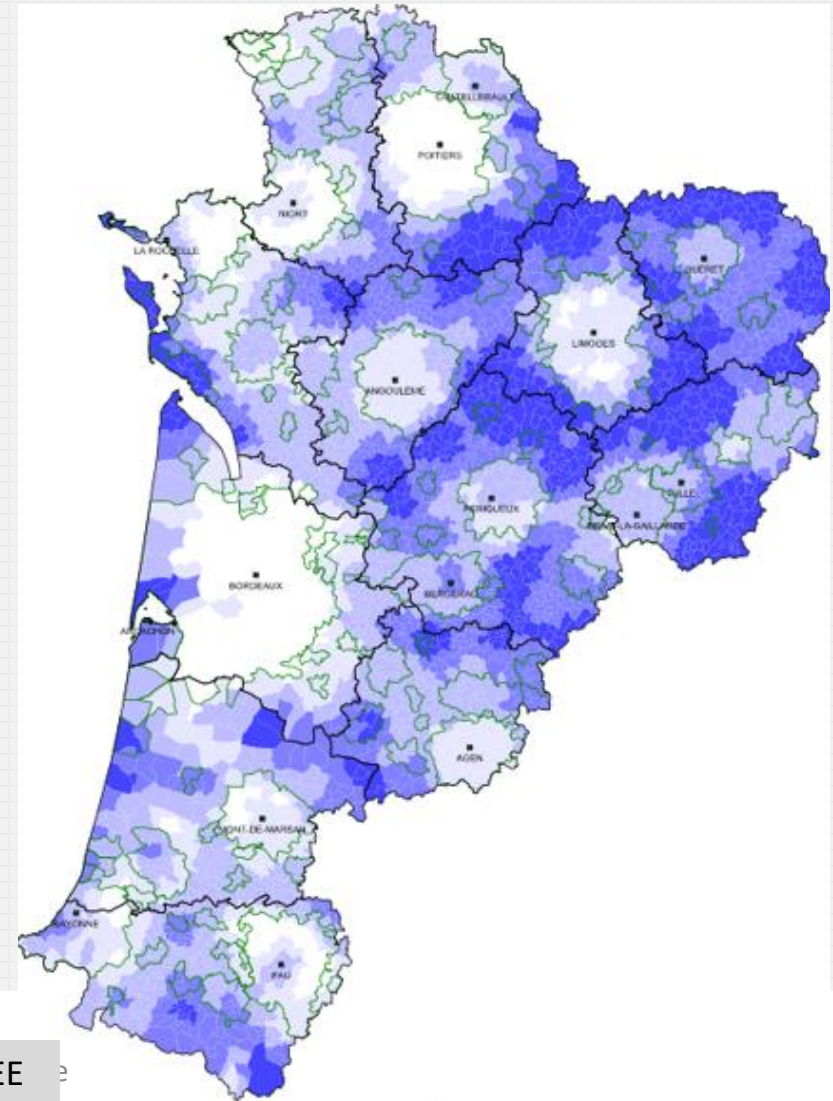 CHATELLERAULT
POITIERS
NIORT
LA ROCHELLE
GUERET
LIMOGES
ANGOULEME
TULLE
PERIGUEUX
BRIVE-LA-GAILLARDE
BORDEAUX
BERGERAC
ARCACHON
AGEN
MONT-DE-MARSAN
BAYONNE
PAU
EE e